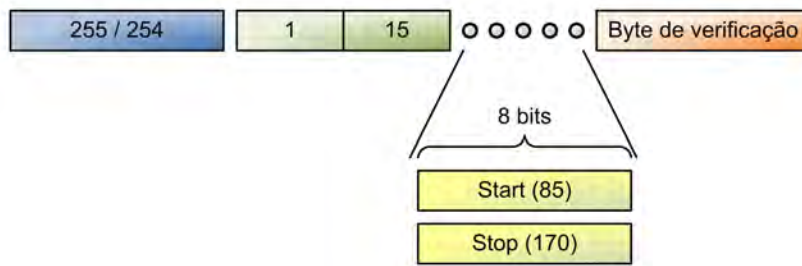 255 / 254 1 15 Byte de verificação
8 bits
Start (85)
Stop (170)